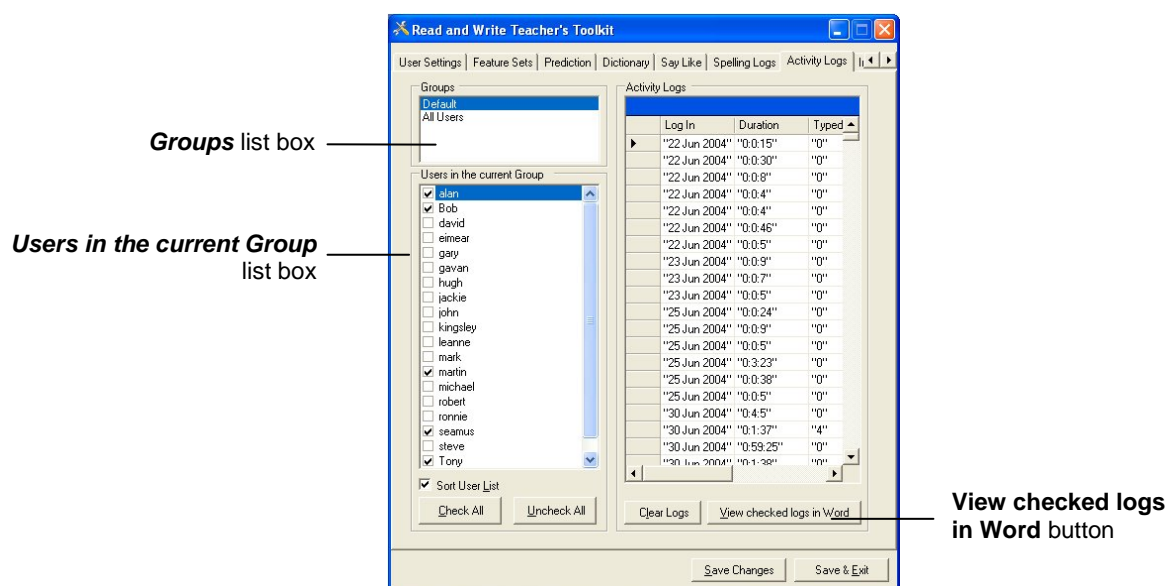 Read and Write Teacher's Toolkit
User Settings Feature Sets Prediction Dictionary Say Like Spelling Logs Activity Logs
Groups
Default
All Users
Groups list box
Users in the current Group
alan
Bob
david
eimear
gary
gavan
hugh
jackie
john
kingsley
leanne
mark
martin
michael
robert
ronnie
seamus
steve
Tony
Users in the current Group
list box
Sort User List
Check All Uncheck All
Activity Logs
Log In Duration Typed
"22 Jun 2004" "0:0:15" "0"
"22 Jun 2004" "0:0:30" "0"
"22 Jun 2004" "0:0:8" "0"
"22 Jun 2004" "0:0:4" "0"
"22 Jun 2004" "0:0:4" "0"
"22 Jun 2004" "0:0:46" "0"
"22 Jun 2004" "0:0:5" "0"
"23 Jun 2004" "0:0:9" "0"
"23 Jun 2004" "0:0:7" "0"
"23 Jun 2004" "0:0:5" "0"
"25 Jun 2004" "0:0:24" "0"
"25 Jun 2004" "0:0:9" "0"
"25 Jun 2004" "0:0:5" "0"
"25 Jun 2004" "0:3:23" "0"
"25 Jun 2004" "0:0:38" "0"
"25 Jun 2004" "0:0:5" "0"
"30 Jun 2004" "0:4:5" "0"
"30 Jun 2004" "0:1:37" "4"
"30 Jun 2004" "0:59:25" "0"
"30 Jun 2004" "0:1:38" "0"
Clear Logs View checked logs in Word
View checked logs
in Word button
Save Changes Save & Exit